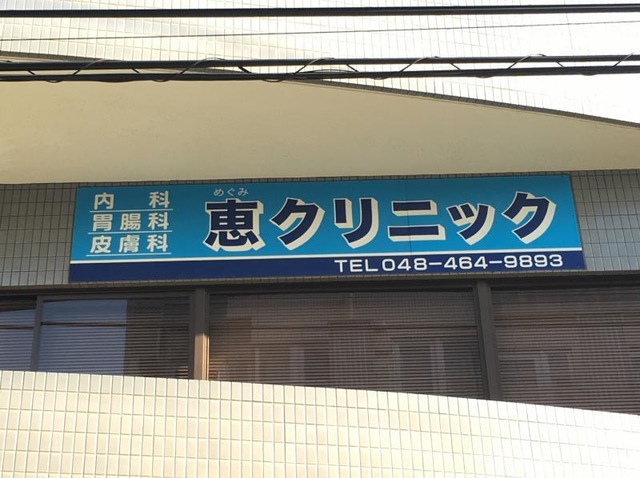 内科
胃腸科
皮膚科
めぐみ
恵クリニック
TEL 048-464-9893